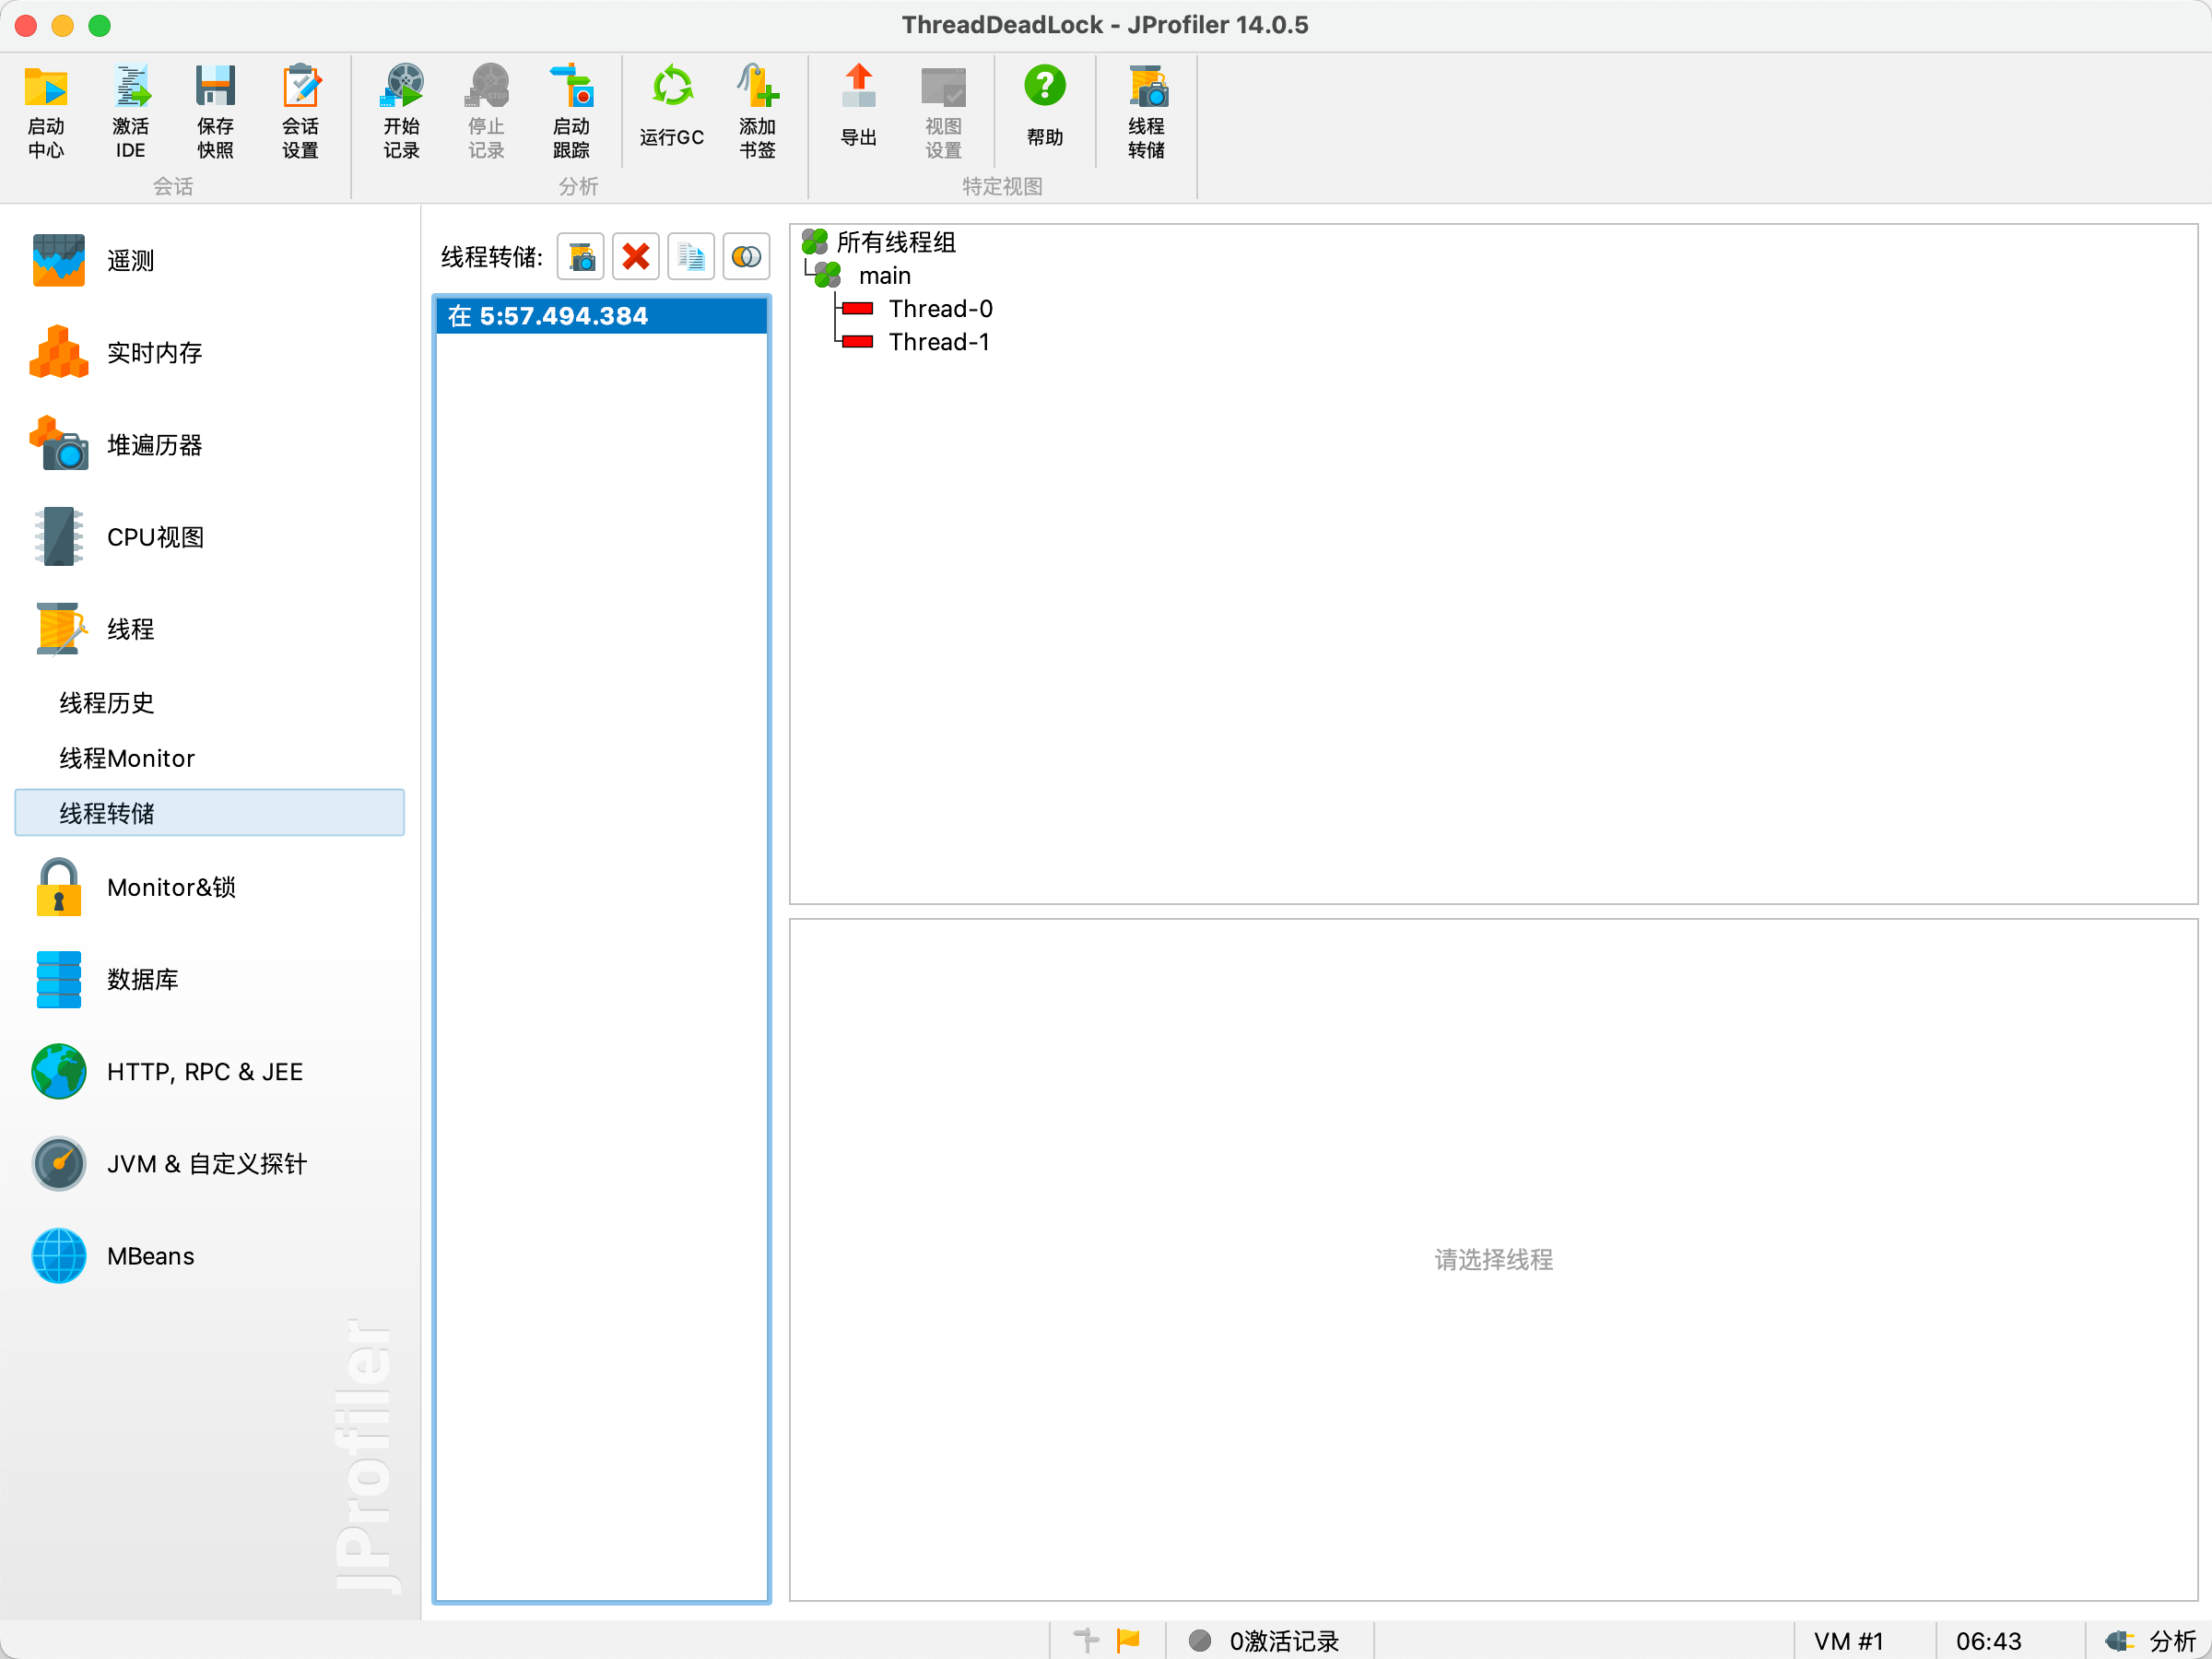 ThreadDeadLock - JProfiler 14.0.5
启动
中心
激活
IDE
保存
快照
会话
设置
会话
开始
记录
停止
记录
启动
跟踪
运行GC
添加
书签
分析
导出
视图
设置
帮助
特定视图
线程
转储
遥测
实时内存
堆遍历器
CPU视图
线程
线程历史
线程Monitor
线程转储
Monitor&锁
数据库
HTTP, RPC & JEE
JVM & 自定义探针
MBeans
JProfiler
线程转储:
在 5:57.494.384
所有线程组
main
Thread-0
Thread-1
请选择线程
0激活记录
VM #1
06:43
分析